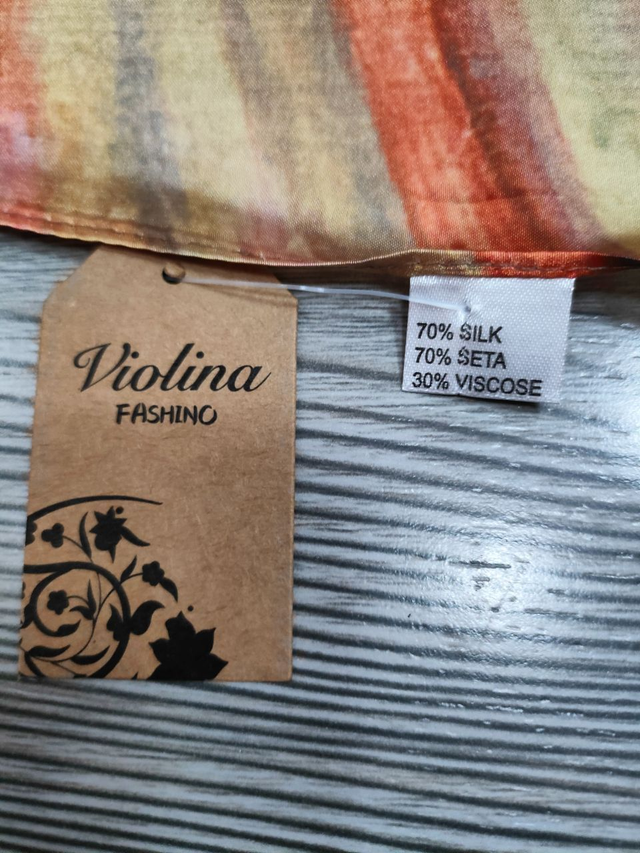 Violina
FASHINO
70% SILK
70% SETA
30% VISCOSE